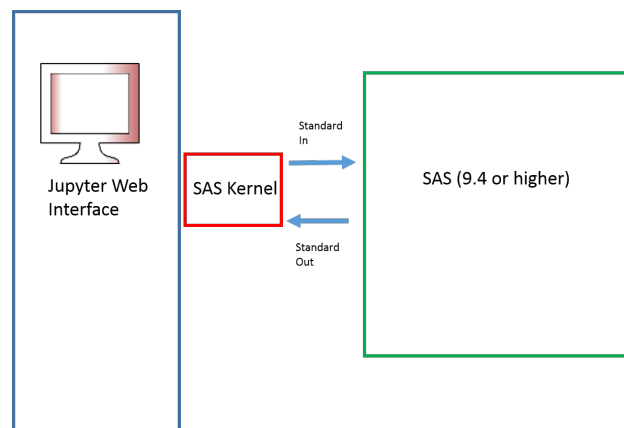 Jupyter Web
Interface
SAS Kernel
Standard
In
Standard
Out
SAS (9.4 or higher)